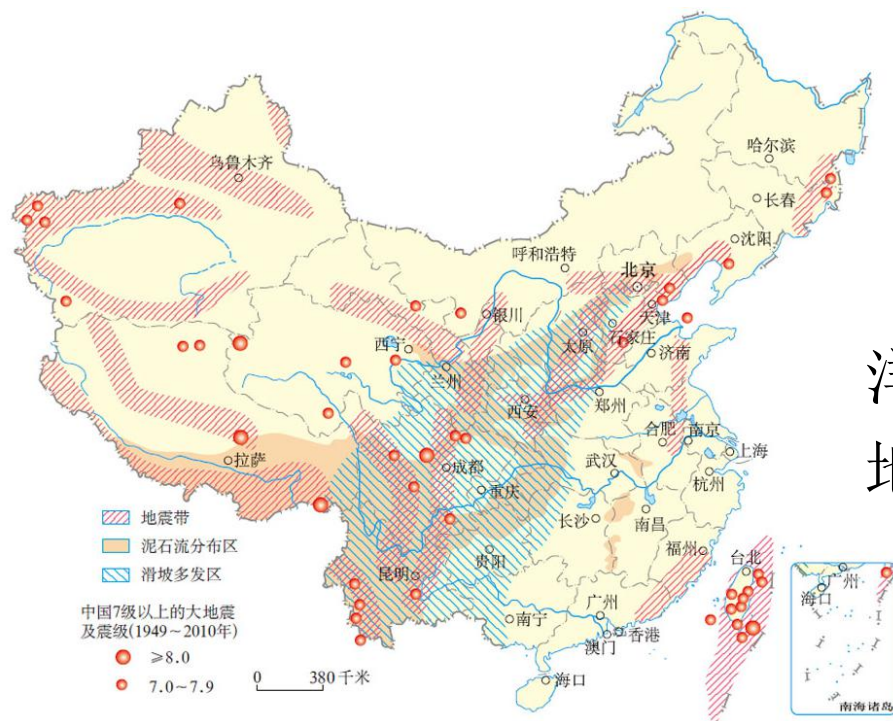 哈尔滨
乌鲁木齐
长春
沈阳
呼和浩特
北京
天津
银川
石家庄
太原
西宁
济南
兰州
西安
郑州
合肥
南京
上海
拉萨
成都
武汉
杭州
重庆
长沙
南昌
贵阳
福州
台北
昆明
广州
南宁
香港
澳门
海口
地震带
泥石流分布区
滑坡多发区
中国7级以上的大地震
及震级(1949~2010年)
≥8.0
7.0~7.9
0 380千米
广州
海口
南海诸岛
地